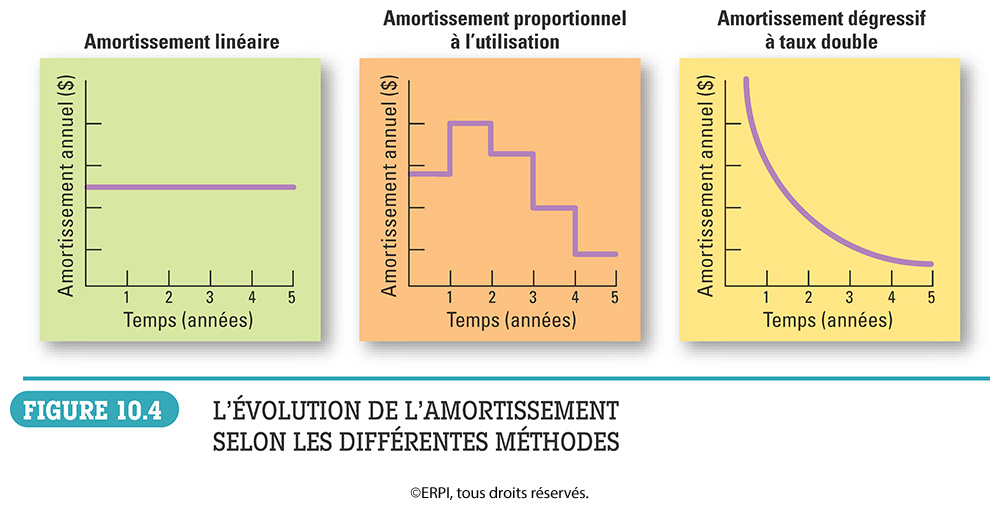 Amortissement linéaire
Amortissement annuel ($)
1 2 3 4 5
Temps (années)
Amortissement proportionnel
à l’utilisation
Amortissement annuel ($)
1 2 3 4 5
Temps (années)
Amortissement dégressif
à taux double
Amortissement annuel ($)
1 2 3 4 5
Temps (années)
FIGURE 10.4
L’ÉVOLUTION DE L’AMORTISSEMENT
SELON LES DIFFÉRENTES MÉTHODES
©ERPI, tous droits réservés.